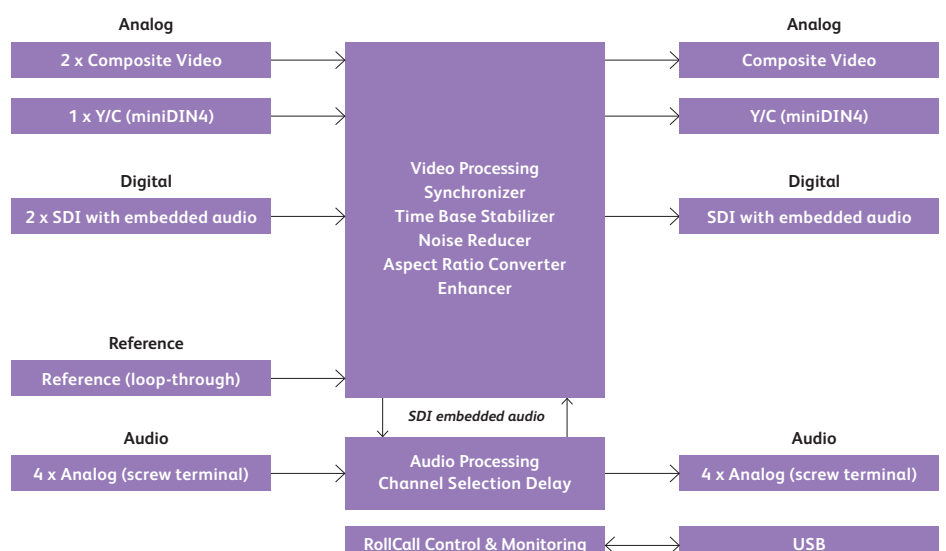 Analog
2 x Composite Video
1 x Y/C (miniDIN4)
Digital
2 x SDI with embedded audio
Reference
Reference (loop-through)
Audio
4 x Analog (screw terminal)
Video Processing
Synchronizer
Time Base Stabilizer
Noise Reducer
Aspect Ratio Converter
Enhancer
SDI embedded audio
Audio Processing
Channel Selection Delay
RollCall Control & Monitoring
Analog
Composite Video
Y/C (miniDIN4)
Digital
SDI with embedded audio
Audio
4 x Analog (screw terminal)
USB